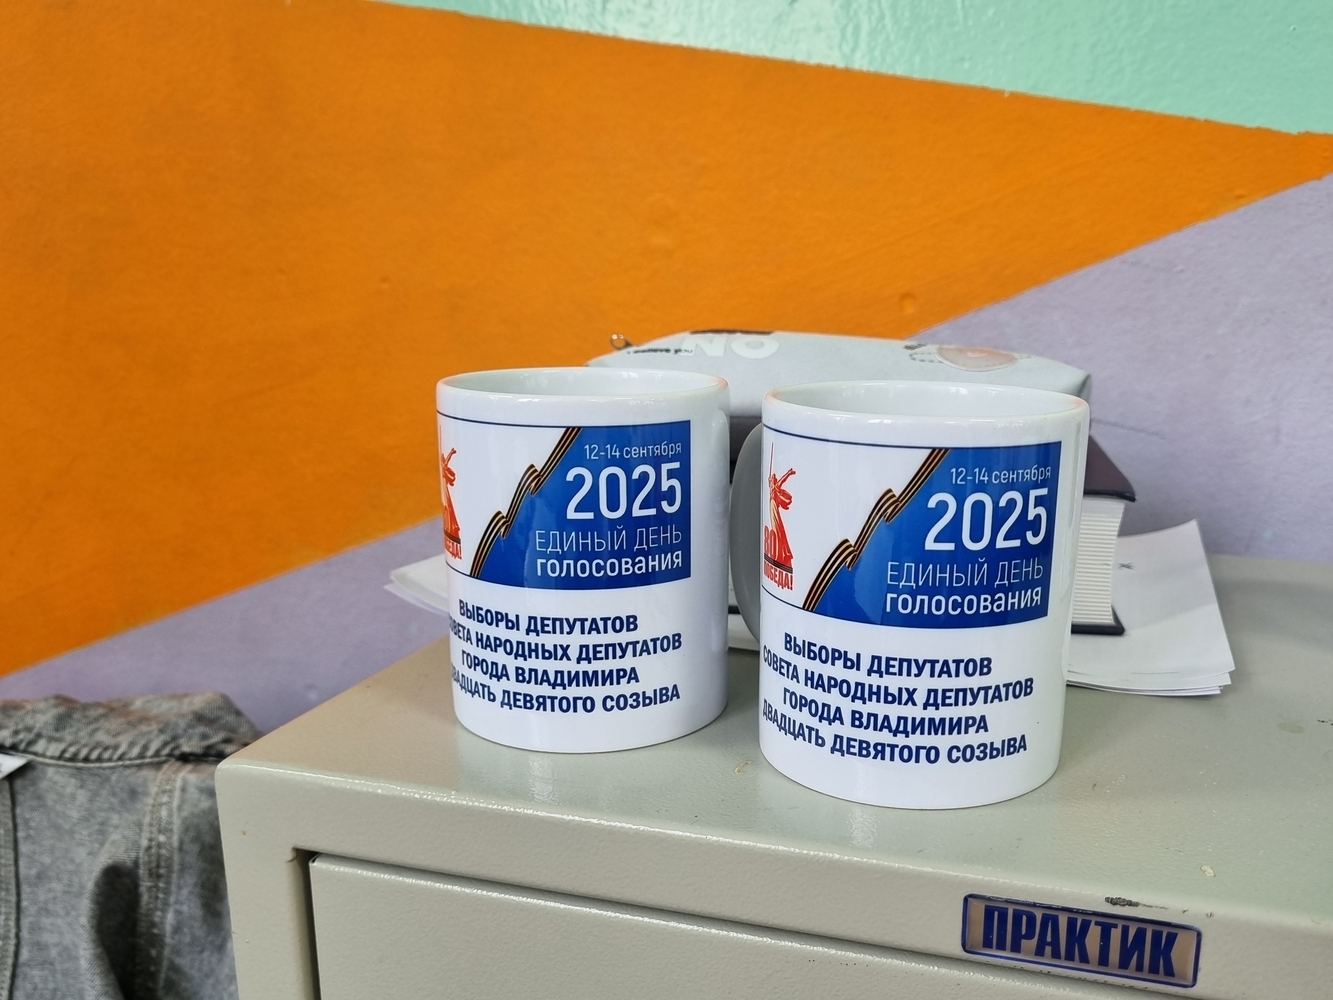 NO
12-14 сентября
2025
ЕДИНЫЙ ДЕНЬ
голосования
ВЫБОРЫ ДЕПУТАТОВ
СОВЕТА НАРОДНЫХ ДЕПУТАТОВ
ГОРОДА ВЛАДИМИРА
ДВАДЦАТЬ ДЕВЯТОГО СОЗЫВА
12-14 сентября
2025
ЕДИНЫЙ ДЕНЬ
голосования
80
ПОБЕДА!
ВЫБОРЫ ДЕПУТАТОВ
СОВЕТА НАРОДНЫХ ДЕПУТАТОВ
ГОРОДА ВЛАДИМИРА
ДВАДЦАТЬ ДЕВЯТОГО СОЗЫВА
ПРАКТИК